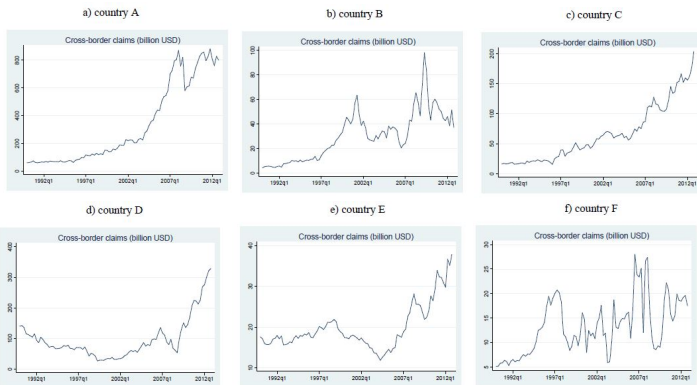 a) country A
b) country B
c) country C
Cross-border claims (billion USD)
Cross-border claims (billion USD)
Cross-border claims (billion USD)
800
600
400
200
0
1992q1 1997q1 2002q1 2007q1 2012q1
100
80
60
40
20
0
1992q1 1997q1 2002q1 2007q1 2012q1
200
150
100
50
0
1992q1 1997q1 2002q1 2007q1 2012q1
d) country D
e) country E
f) country F
Cross-border claims (billion USD)
Cross-border claims (billion USD)
Cross-border claims (billion USD)
400
300
200
100
0
1992q1 1997q1 2002q1 2007q1 2012q1
40
30
20
10
1992q1 1997q1 2002q1 2007q1 2012q1
30
25
20
15
10
5
1992q1 1997q1 2002q1 2007q1 2012q1